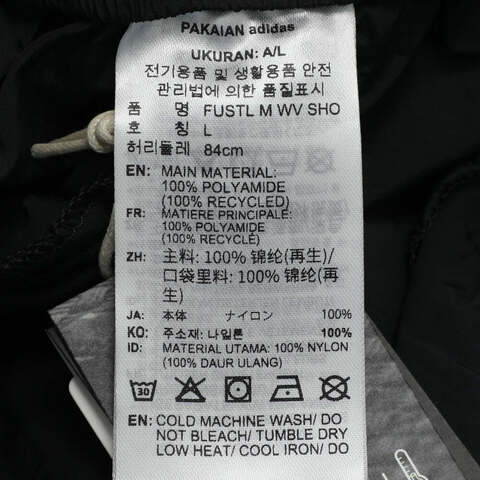 PAKAIAN adidas
UKURAN: A/L
전기용품 및 생활용품 안전
관리법에 의한 품질표시
품 명 FUSTL M WV SHO
호 칭 L
허리둘레 84cm
EN: MAIN MATERIAL:
100% POLYAMIDE
(100% RECYCLED)
FR: MATIERE PRINCIPALE:
100% POLYAMIDE
(100% RECYCLÉ)
ZH: 主料: 100% 锦纶(再生)/
口袋里料: 100% 锦纶(再
生)
JA: 本体 ナイロン 100%
KO: 주소재: 나일론 100%
ID: MATERIAL UTAMA: 100% NYLON
(100% DAUR ULANG)
30
EN: COLD MACHINE WASH/ DO
NOT BLEACH/ TUMBLE DRY
LOW HEAT/ COOL IRON/ DO